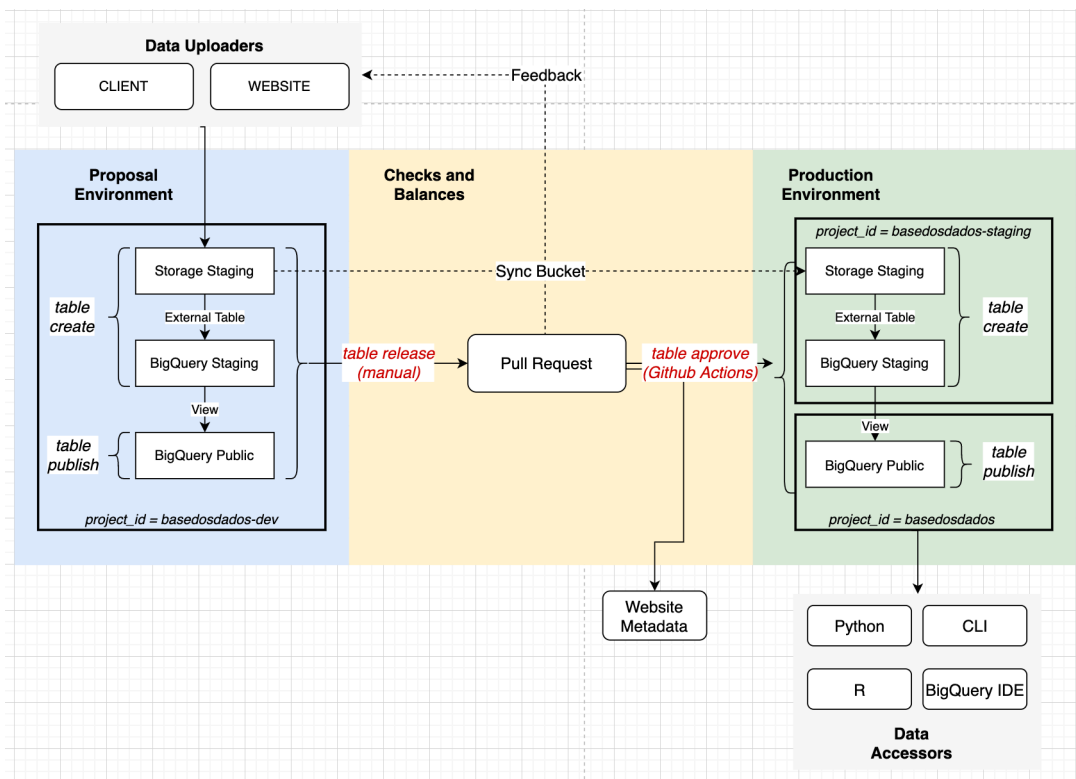 Data Uploaders
CLIENT
WEBSITE
Feedback
Proposal
Environment
Checks and
Balances
Production
Environment
project_id = basedosdados-staging
Storage Staging
Sync Bucket
Storage Staging
table
create
External Table
External Table
table
create
BigQuery Staging
table release
(manual)
Pull Request
table approve
(Github Actions)
BigQuery Staging
View
View
table
publish
BigQuery Public
BigQuery Public
table
publish
project_id = basedosdados-dev
project_id = basedosdados
Website
Metadata
Python
CLI
R
BigQuery IDE
Data
Accessors